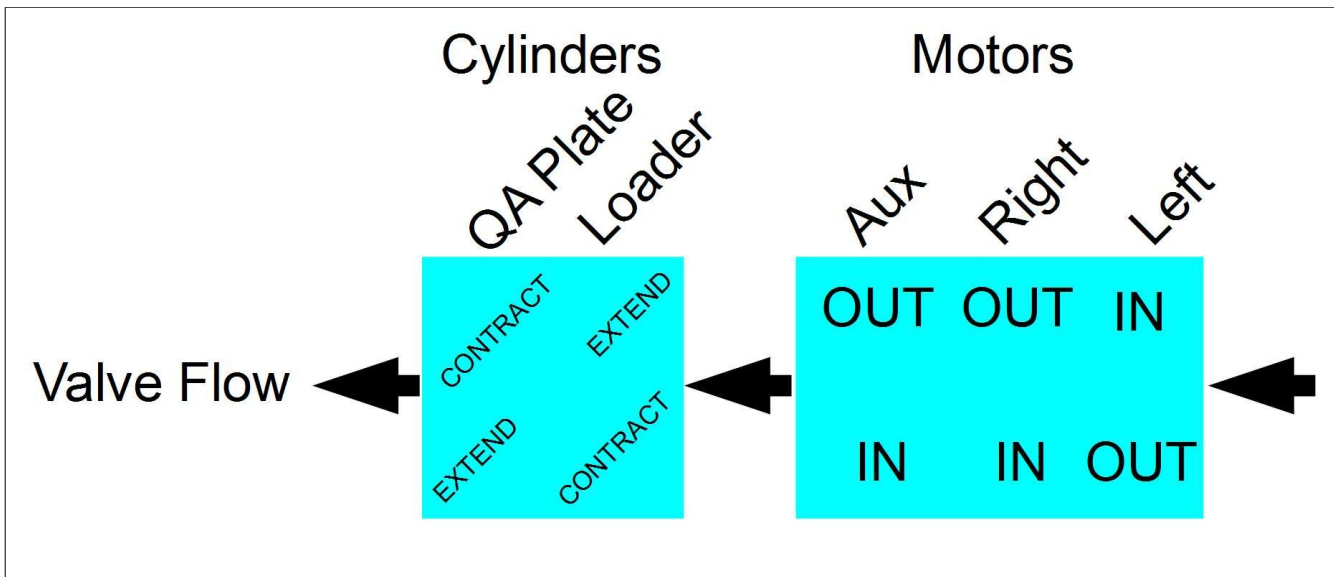 Cylinders
Motors
QA Plate
Loader
Aux
Right
Left
CONTRACT
EXTEND
OUT
OUT
IN
Valve Flow
EXTEND
CONTRACT
IN
IN
OUT